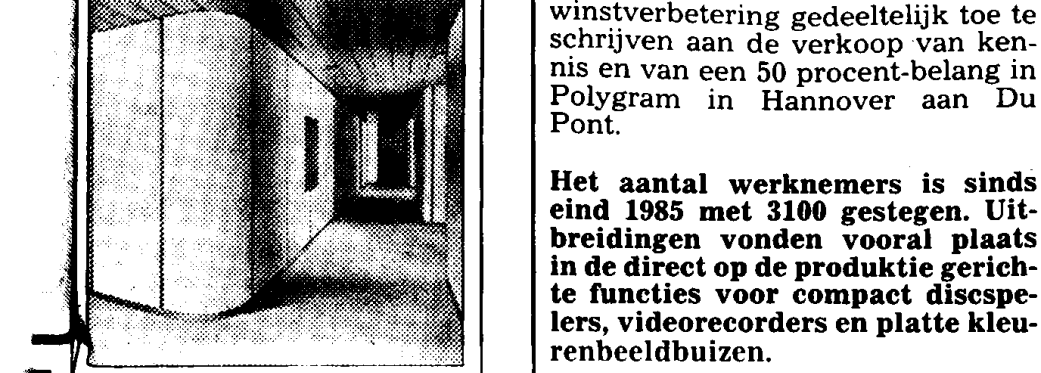 winstverbetering gedeeltelijk toe te
schrijven aan de verkoop van ken-
nis en van een 50 procent-belang in
Polygram in Hannover aan Du
Pont.
Het aantal werknemers is sinds
eind 1985 met 3100 gestegen. Uit-
breidingen vonden vooral plaats
in de direct op de produktie gerich-
te functies voor compact discspe-
lers, videorecorders en platte kleu-
renbeeldbuizen.